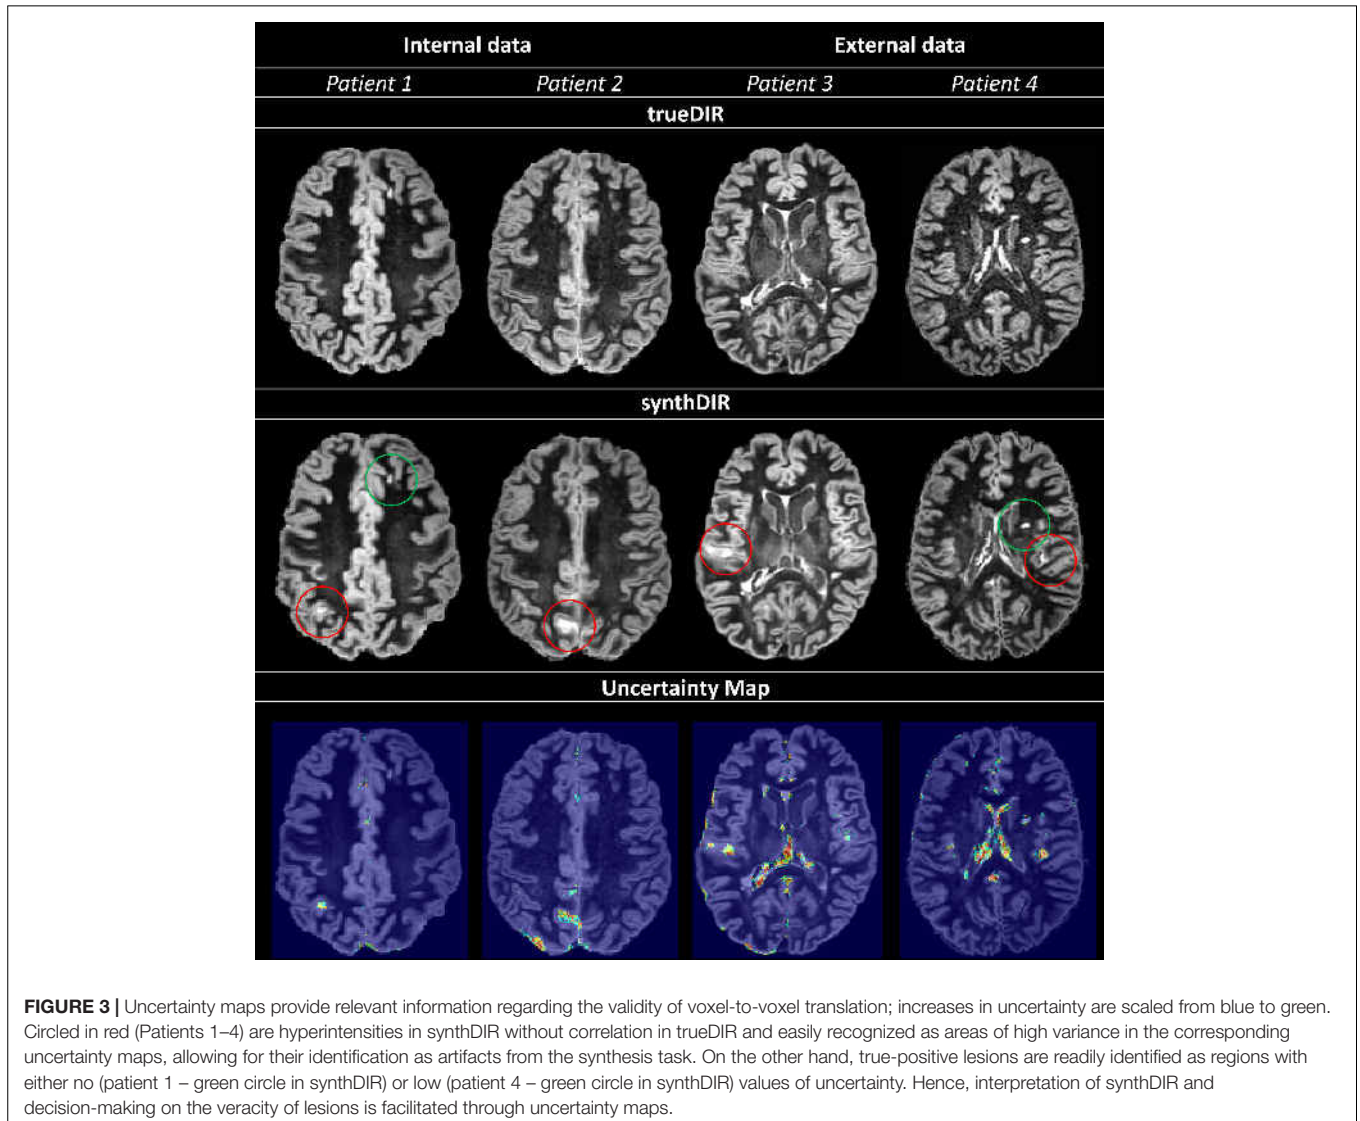 Internal data External data
Patient 1 Patient 2 Patient 3 Patient 4
trueDIR
synthDIR
Uncertainty Map
FIGURE 3 | Uncertainty maps provide relevant information regarding the validity of voxel-to-voxel translation; increases in uncertainty are scaled from blue to green.
Circled in red (Patients 1–4) are hyperintensities in synthDIR without correlation in trueDIR and easily recognized as areas of high variance in the corresponding
uncertainty maps, allowing for their identification as artifacts from the synthesis task. On the other hand, true-positive lesions are readily identified as regions with
either no (patient 1 – green circle in synthDIR) or low (patient 4 – green circle in synthDIR) values of uncertainty. Hence, interpretation of synthDIR and
decision-making on the veracity of lesions is facilitated through uncertainty maps.